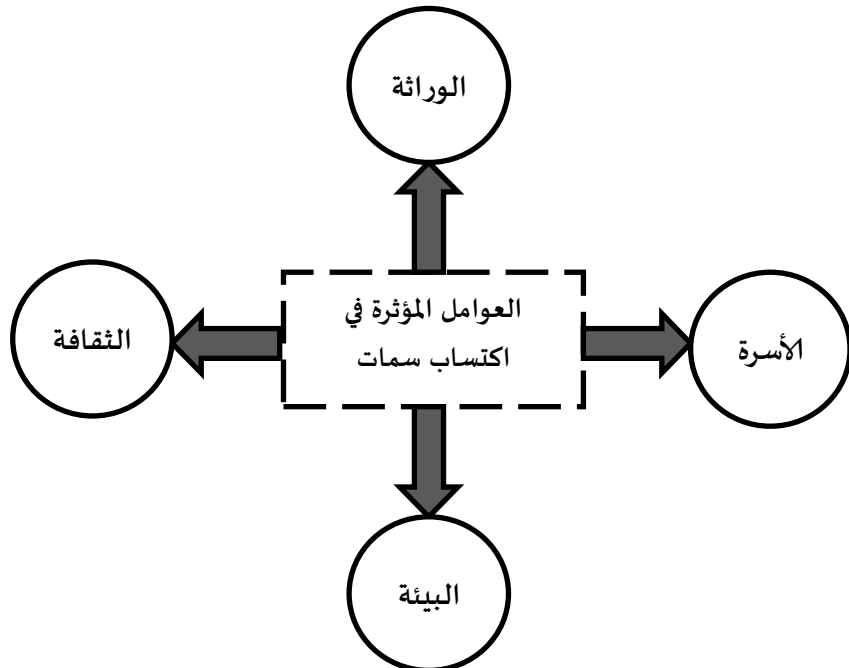 الوراثة
العوامل المؤثرة في
اكتساب سمات
الأسرة
الثقافة
البيئة